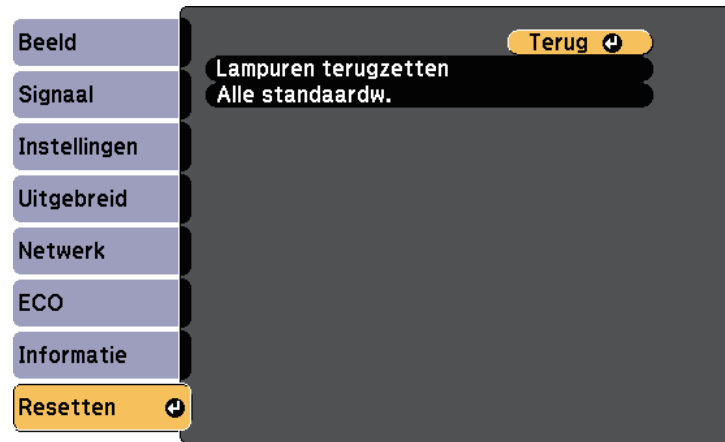 Beeld
Signaal
Instellingen
Uitgebreid
Netwerk
ECO
Informatie
Resetten
Terug
Lampuren terugzetten
Alle standaardw.